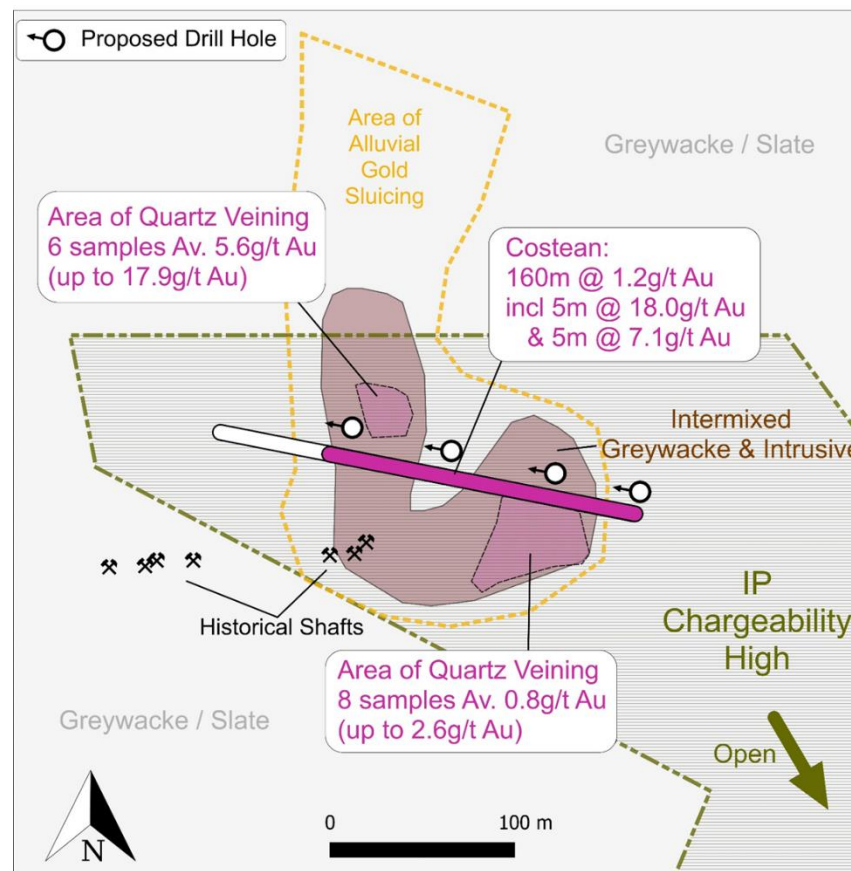 Proposed Drill Hole
Area of
Alluvial
Gold
Sluicing
Greywacke / Slate
Area of Quartz Veining
6 samples Av. 5.6g/t Au
(up to 17.9g/t Au)
Costean:
160m @ 1.2g/t Au
incl 5m @ 18.0g/t Au
& 5m @ 7.1g/t Au
Intermixed
Greywacke & Intrusive
Historical Shafts
IP
Chargeability
High
Area of Quartz Veining
8 samples Av. 0.8g/t Au
(up to 2.6g/t Au)
Greywacke / Slate
Open
N
0 100 m